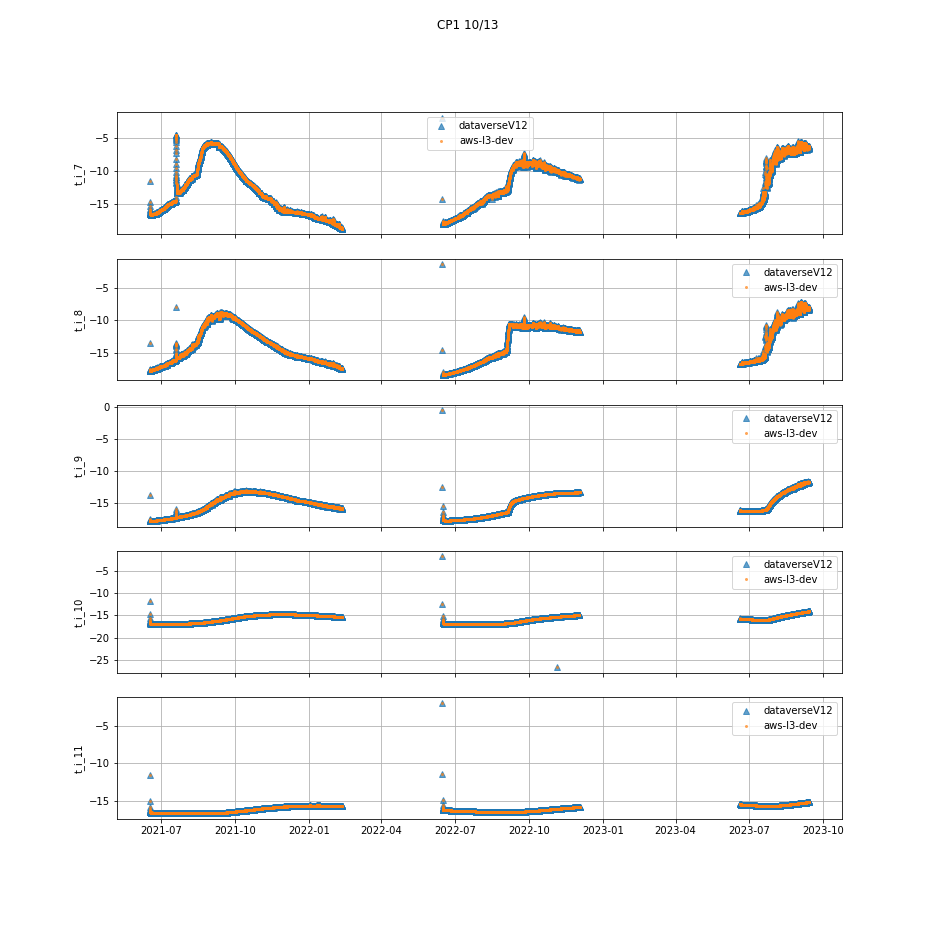 CP1 10/13
−5
−10
−15
t_i_7
dataverseV12
aws-l3-dev
−5
−10
−15
t_i_8
dataverseV12
aws-l3-dev
0
−5
−10
−15
t_i_9
dataverseV12
aws-l3-dev
−5
−10
−15
−20
−25
t_i_10
dataverseV12
aws-l3-dev
−5
−10
−15
t_i_11
dataverseV12
aws-l3-dev
2021-07 2021-10 2022-01 2022-04 2022-07 2022-10 2023-01 2023-04 2023-07 2023-10